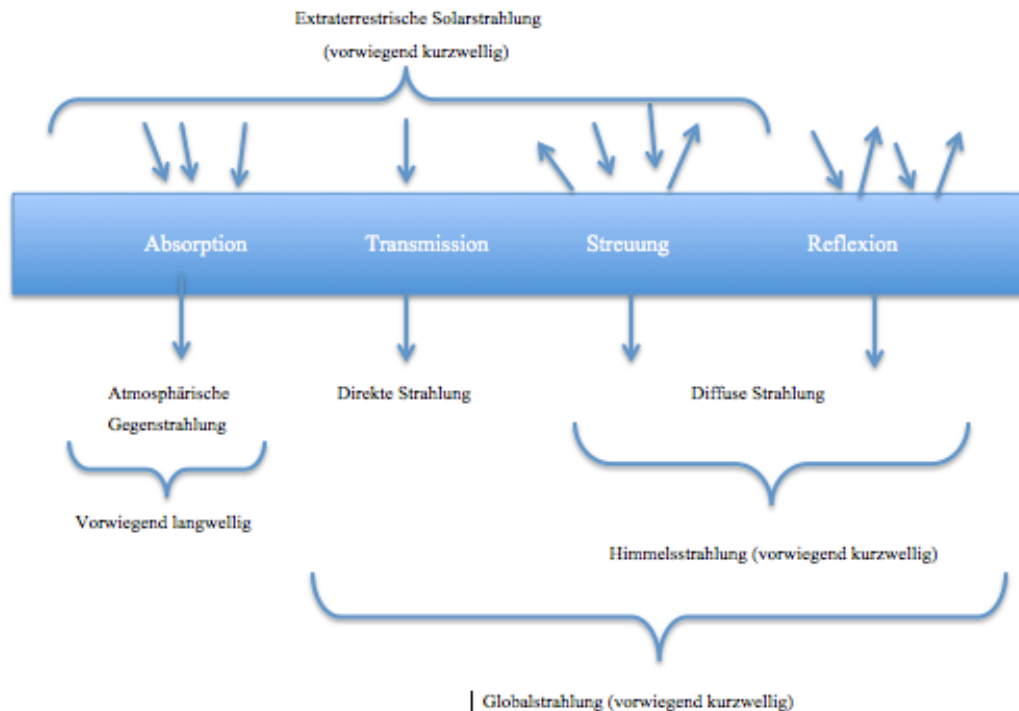 Extraterrestrische Solarstrahlung
(vorwiegend kurzwellig)
Absorption
Transmission
Streuung
Reflexion
Atmosphärische
Gegenstrahlung
Direkte Strahlung
Diffuse Strahlung
Vorwiegend langwellig
Himmelsstrahlung (vorwiegend kurzwellig)
Globalstrahlung (vorwiegend kurzwellig)